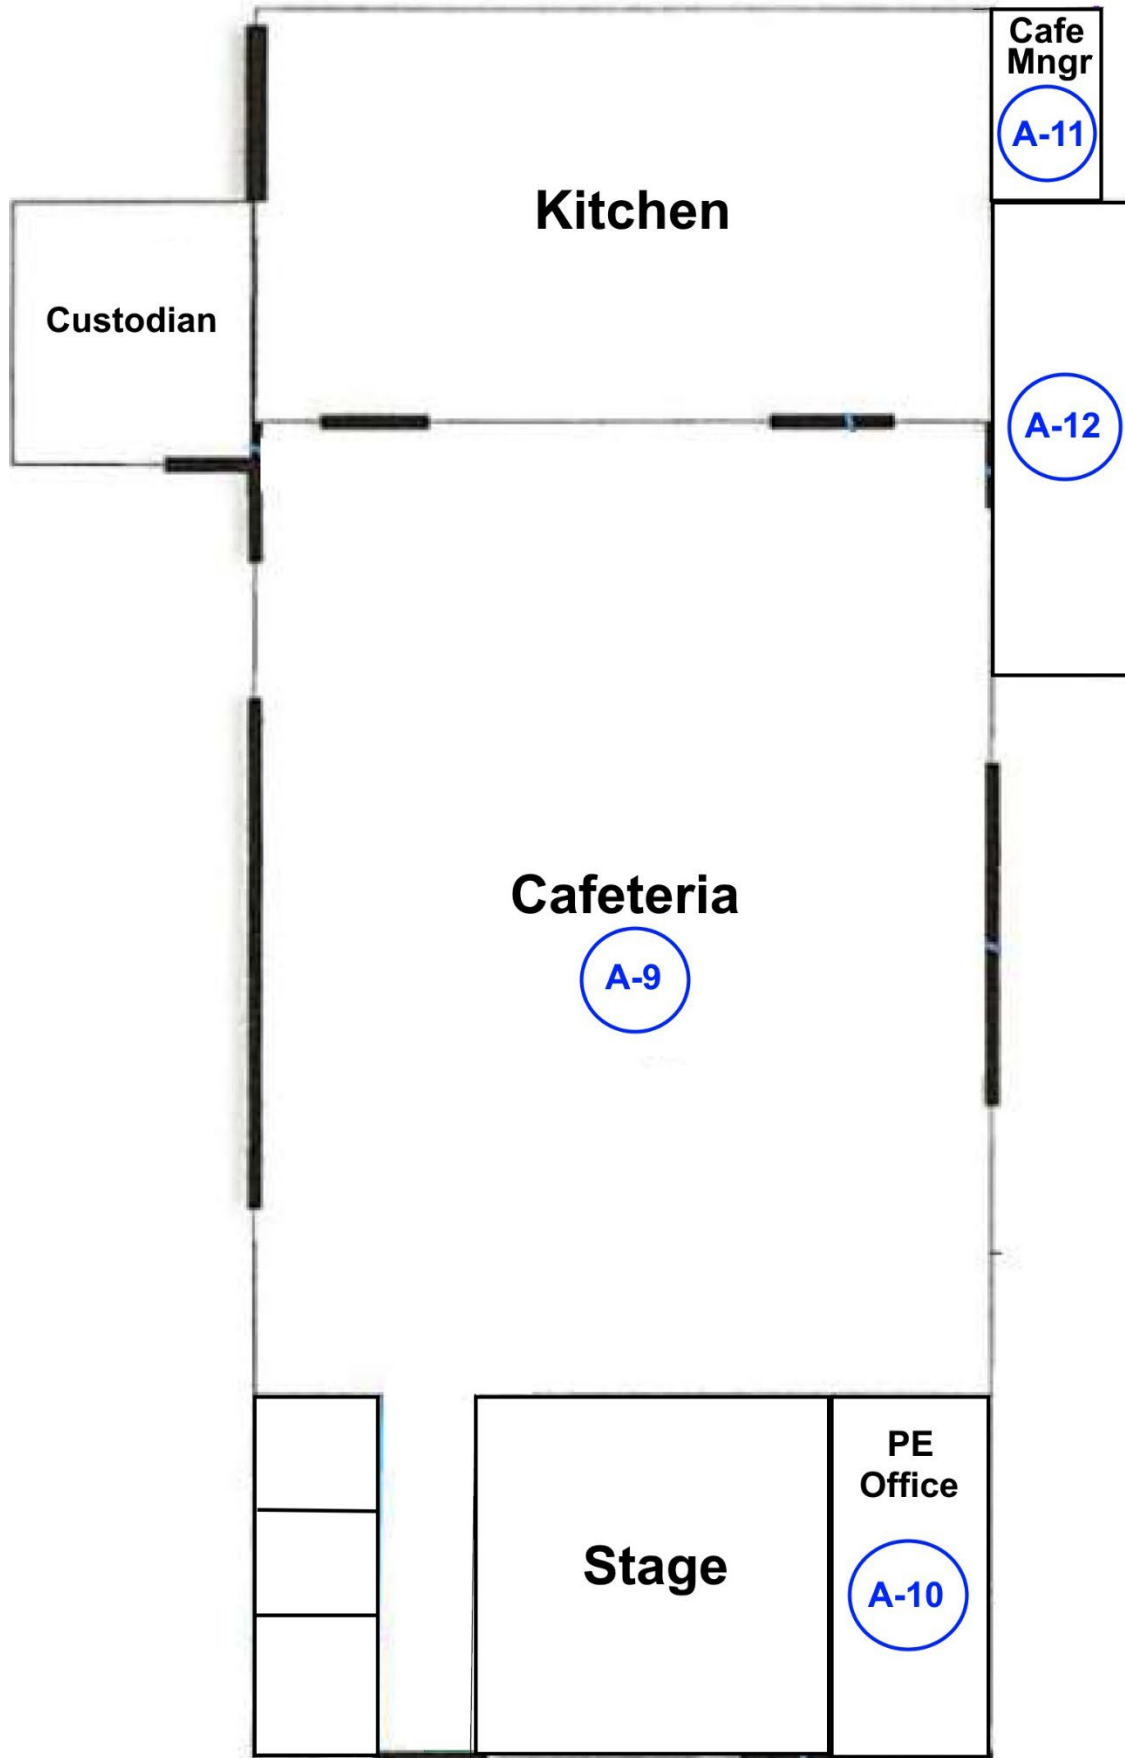 Cafe
Mngr
A-11
Kitchen
Custodian
A-12
Cafeteria
A-9
PE
Office
Stage
A-10